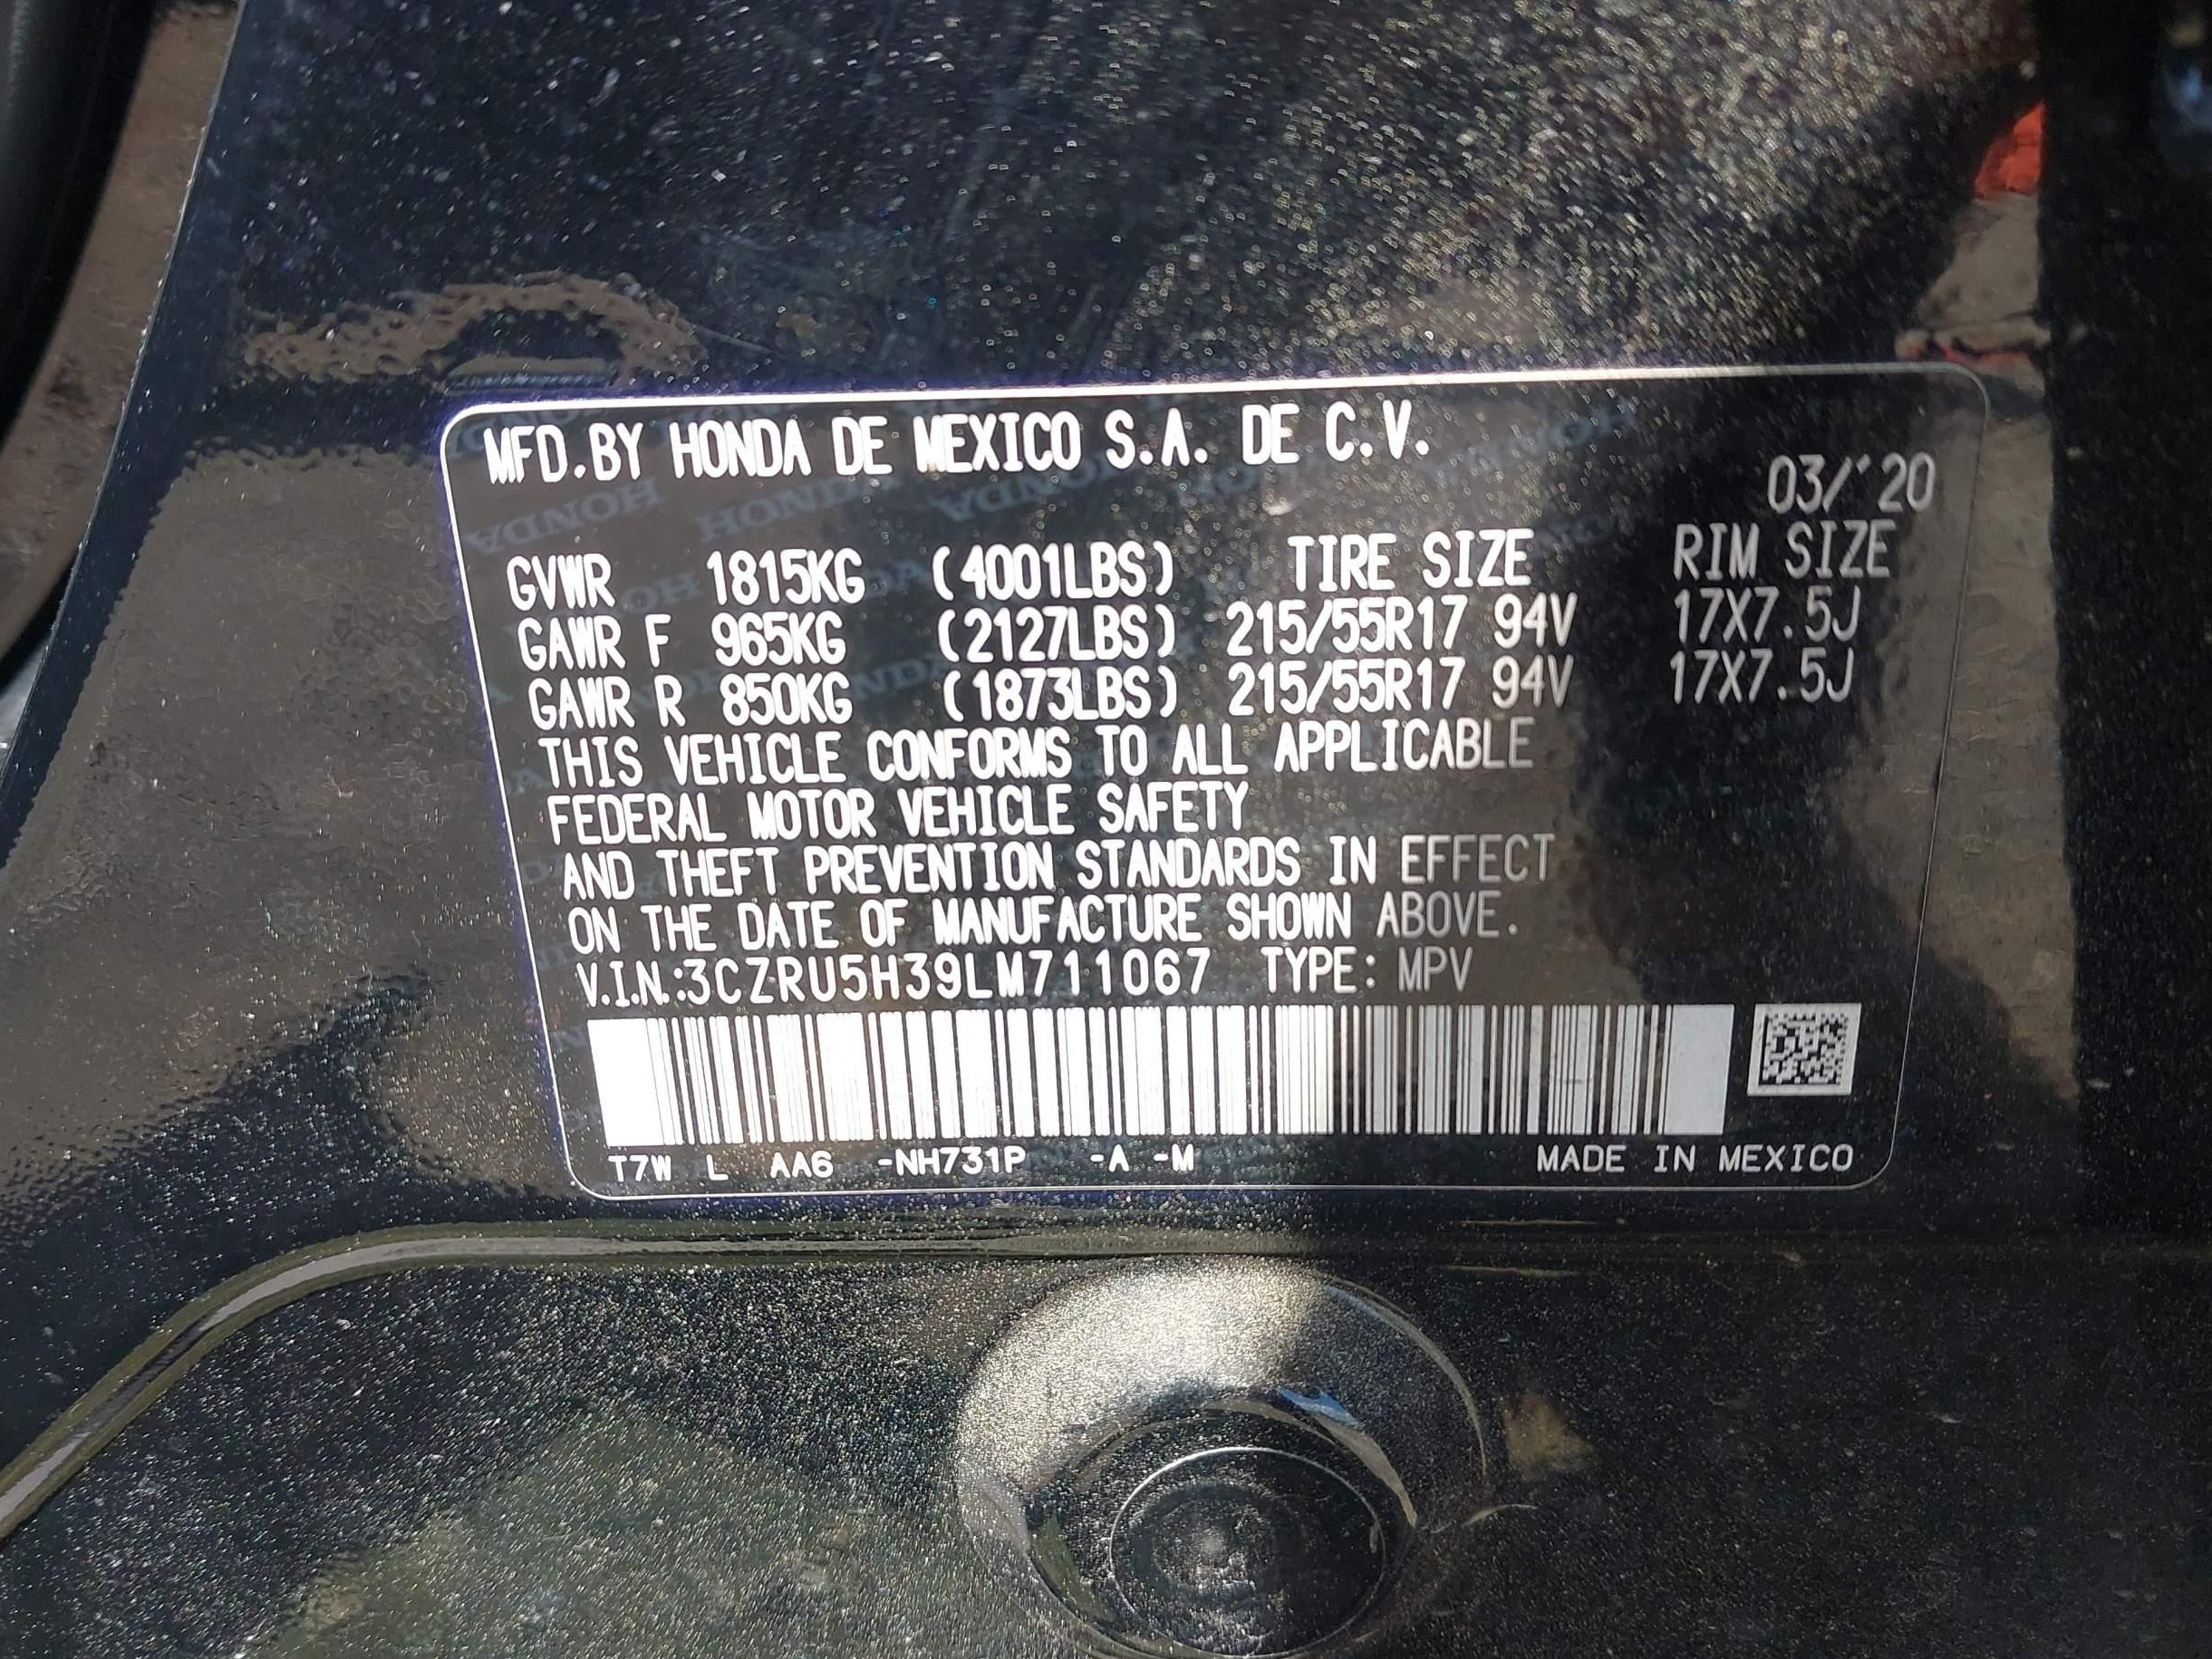 MFD.BY HONDA DE MEXICO S.A. DE C.V.
03/'20
GVWR 1815KG (4001LBS) TIRE SIZE RIM SIZE
GAWR F 965KG (2127LBS) 215/55R17 94V 17X7.5J
GAWR R 850KG (1873LBS) 215/55R17 94V 17X7.5J
THIS VEHICLE CONFORMS TO ALL APPLICABLE
FEDERAL MOTOR VEHICLE SAFETY
AND THEFT PREVENTION STANDARDS IN EFFECT
ON THE DATE OF MANUFACTURE SHOWN ABOVE.
V.I.N.:3CZRU5H39LM711067 TYPE: MPV
T7W L AA6 -NH731P -A -M MADE IN MEXICO